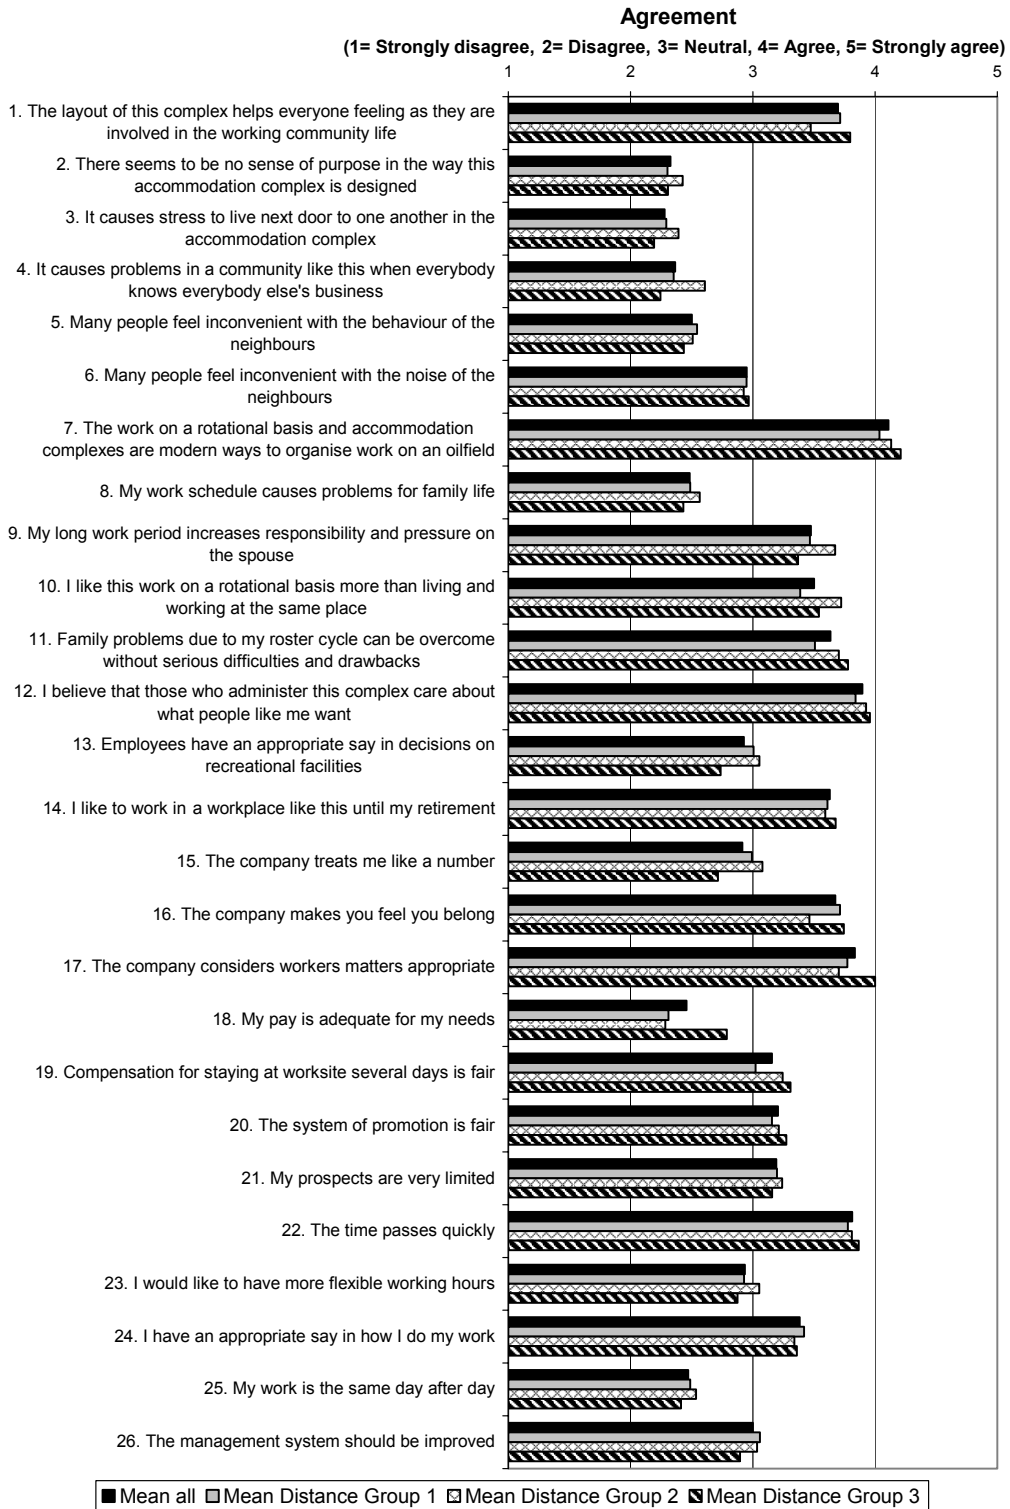 Agreement
(1= Strongly disagree, 2= Disagree, 3= Neutral, 4= Agree, 5= Strongly agree)
1 2 3 4 5
1. The layout of this complex helps everyone feeling as they are
involved in the working community life
2. There seems to be no sense of purpose in the way this
accommodation complex is designed
3. It causes stress to live next door to one another in the
accommodation complex
4. It causes problems in a community like this when everybody
knows everybody else's business
5. Many people feel inconvenient with the behaviour of the
neighbours
6. Many people feel inconvenient with the noise of the
neighbours
7. The work on a rotational basis and accommodation
complexes are modern ways to organise work on an oilfield
8. My work schedule causes problems for family life
9. My long work period increases responsibility and pressure on
the spouse
10. I like this work on a rotational basis more than living and
working at the same place
11. Family problems due to my roster cycle can be overcome
without serious difficulties and drawbacks
12. I believe that those who administer this complex care about
what people like me want
13. Employees have an appropriate say in decisions on
recreational facilities
14. I like to work in a workplace like this until my retirement
15. The company treats me like a number
16. The company makes you feel you belong
17. The company considers workers matters appropriate
18. My pay is adequate for my needs
19. Compensation for staying at worksite several days is fair
20. The system of promotion is fair
21. My prospects are very limited
22. The time passes quickly
23. I would like to have more flexible working hours
24. I have an appropriate say in how I do my work
25. My work is the same day after day
26. The management system should be improved
Mean all Mean Distance Group 1 Mean Distance Group 2 Mean Distance Group 3